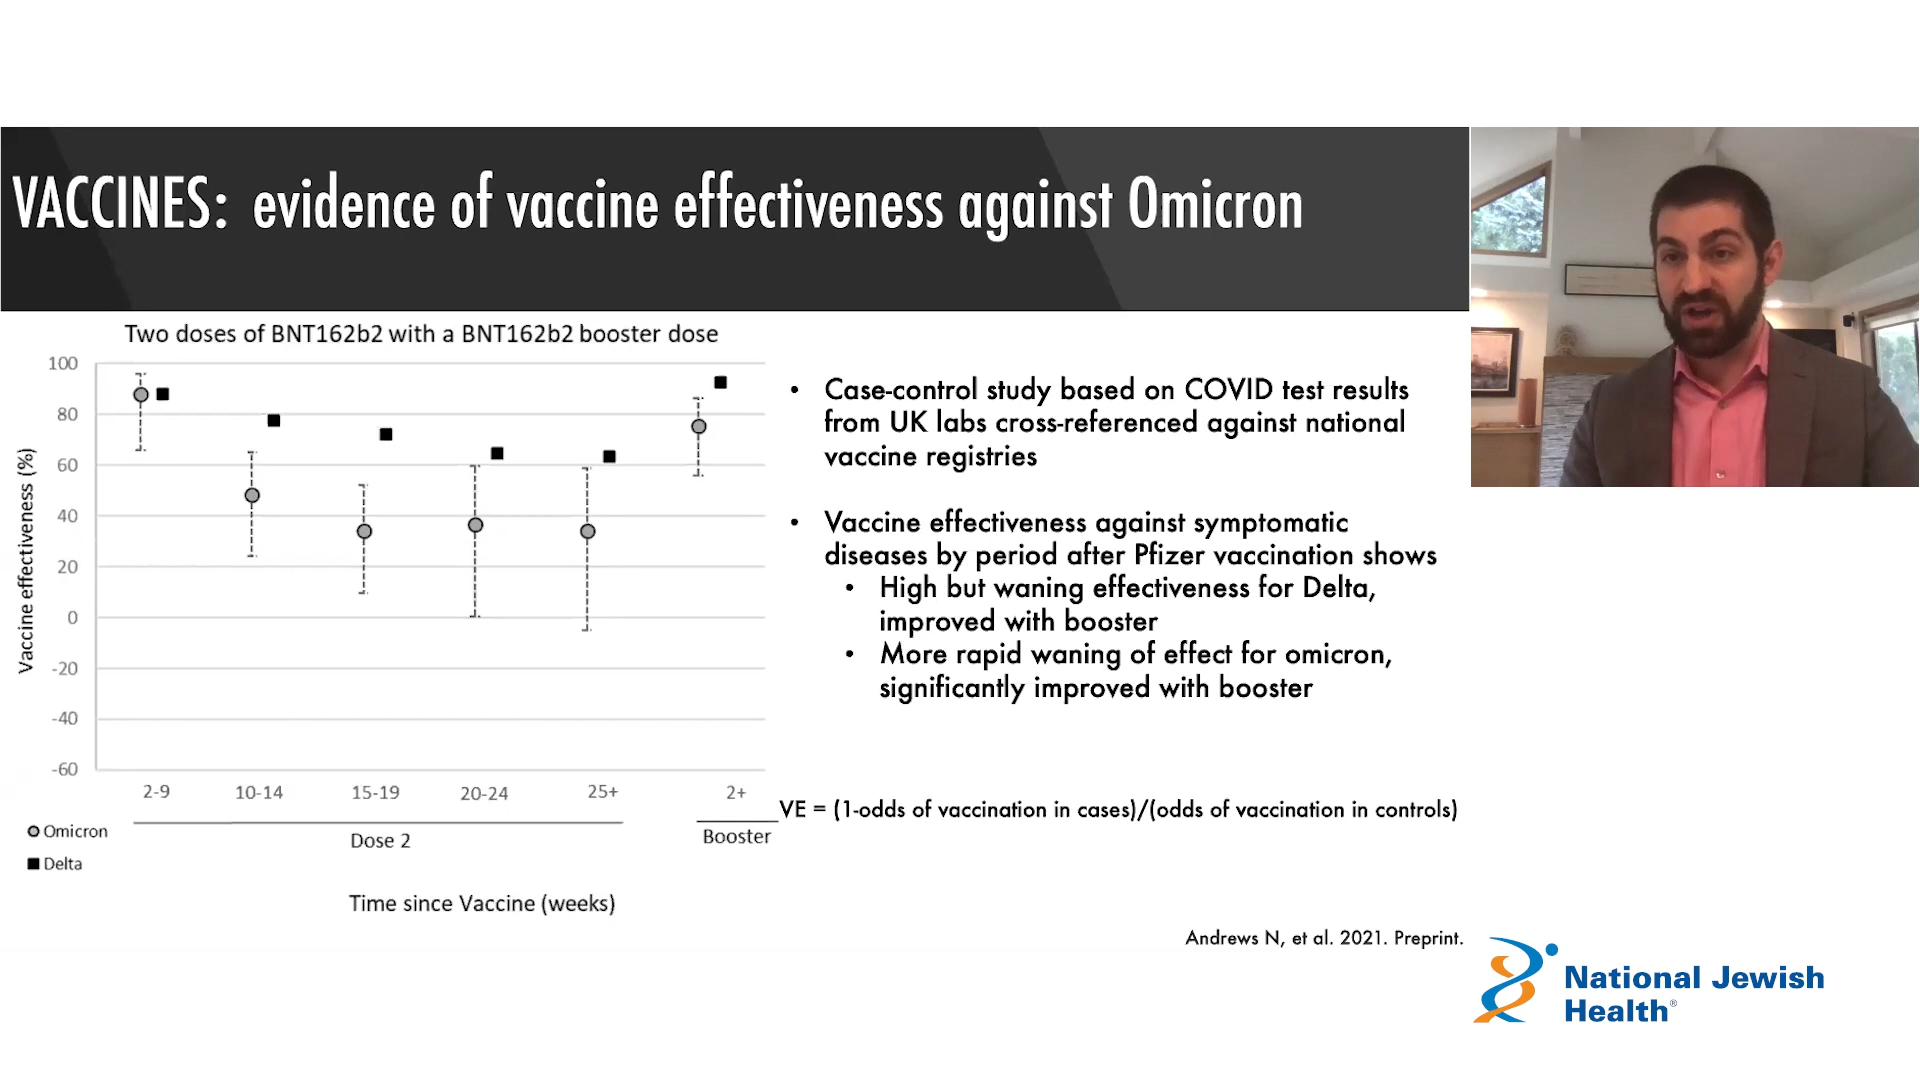 VACCINES: evidence of vaccine effectiveness against Omicron
Two doses of BNT162b2 with a BNT162b2 booster dose
Vaccine effectiveness (%)
100
80
60
40
20
0
-20
-40
-60
2-9
10-14
15-19
20-24
25+
2+
Dose 2
Booster
Omicron
Delta
Time since Vaccine (weeks)
• Case-control study based on COVID test results
from UK labs cross-referenced against national
vaccine registries
• Vaccine effectiveness against symptomatic
diseases by period after Pfizer vaccination shows
• High but waning effectiveness for Delta,
improved with booster
• More rapid waning of effect for omicron,
significantly improved with booster
VE = (1-odds of vaccination in cases)/(odds of vaccination in controls)
Andrews N, et al. 2021. Preprint.
National Jewish
Health®